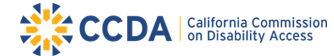 CCDA
California Commission
on Disability Access